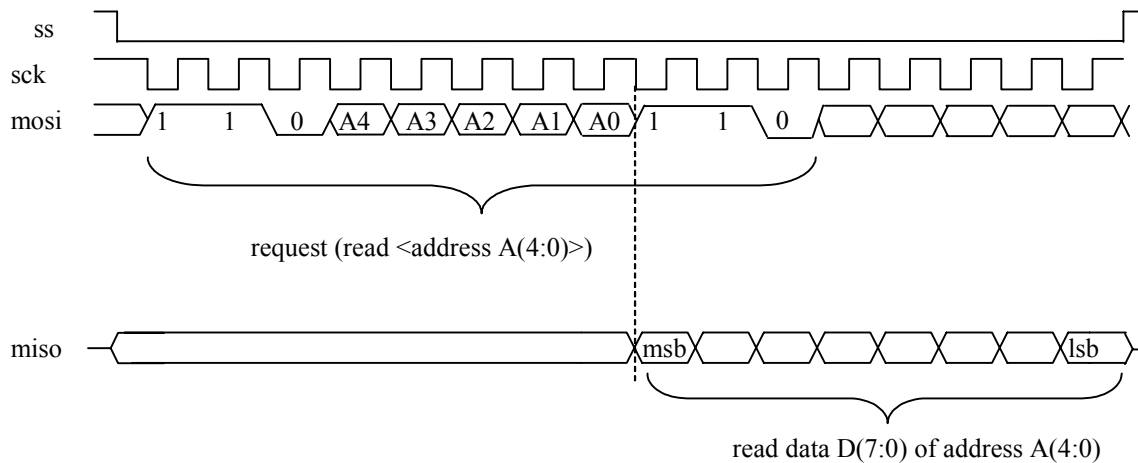 ss
sck
mosi 1 1 0 A4 A3 A2 A1 A0 1 1 0
request (read <address A(4:0)>)
miso msb lsb
read data D(7:0) of address A(4:0)